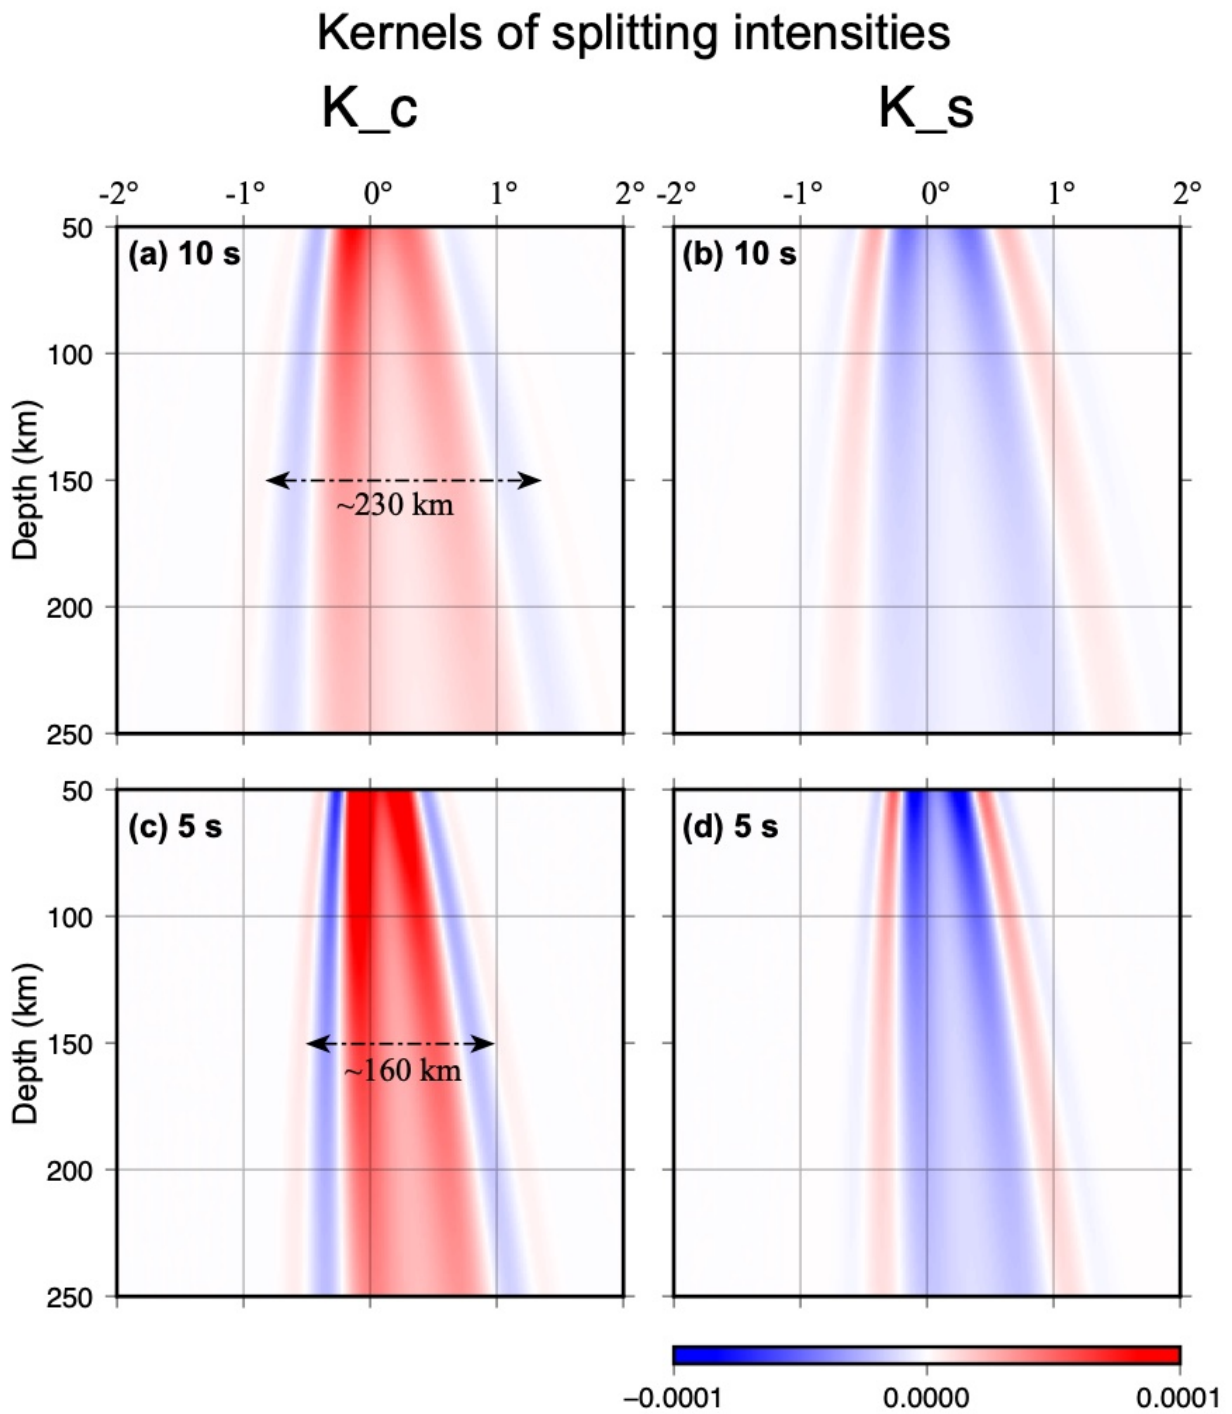 Kernels of splitting intensities
K_c K_s
-2° -1° 0° 1° 2° -2° -1° 0° 1° 2°
50
(a) 10 s (b) 10 s
100
150
~230 km
200
250
Depth (km)
50
(c) 5 s (d) 5 s
100
150
~160 km
200
250
Depth (km)
−0.0001 0.0000 0.0001